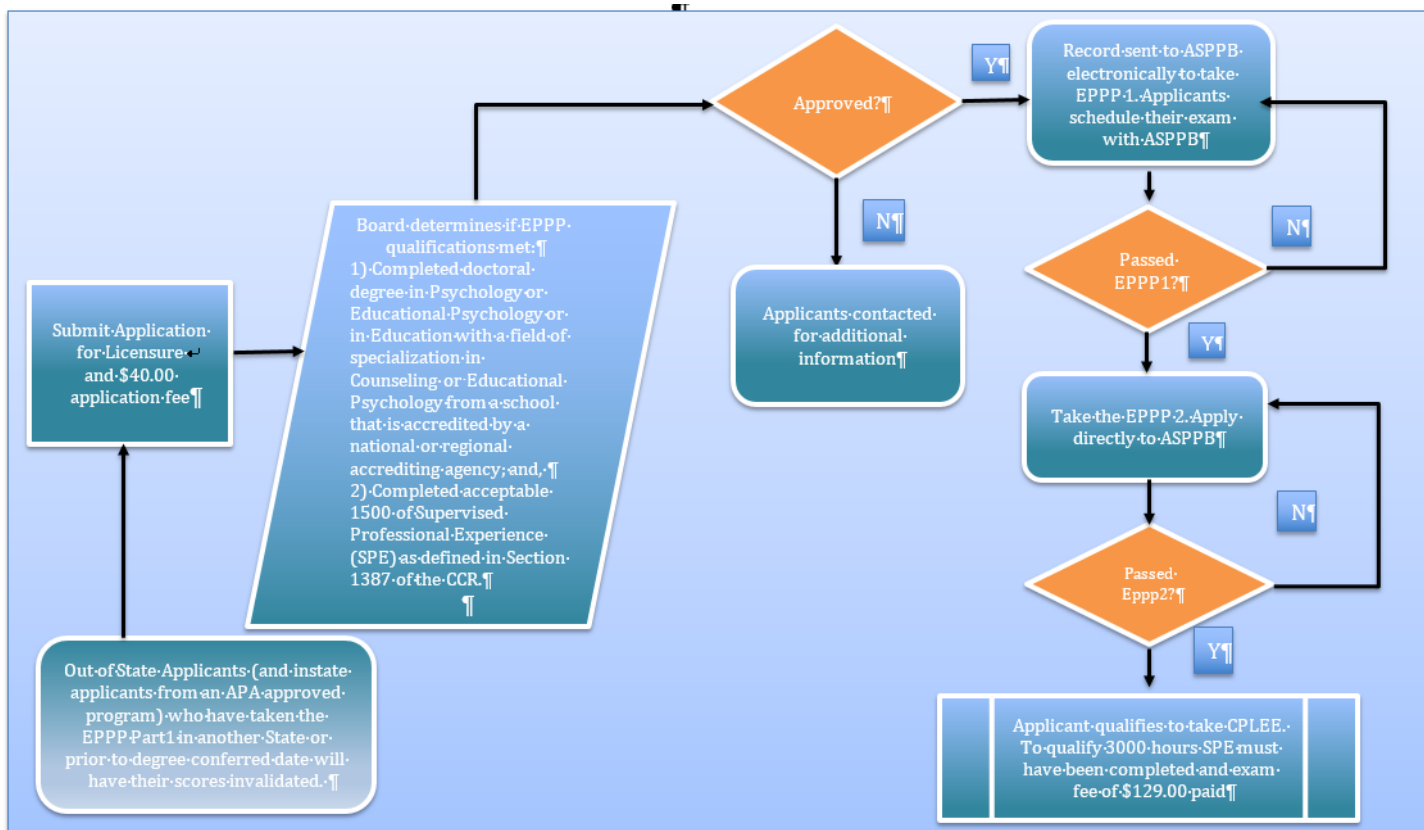 Submit Application
for Licensure
and $40.00
application fee¶
Out of State Applicants (and instate
applicants from an APA approved
program) who have taken the
EPPP Part1 in another State or
prior to degree conferred date will
have their scores invalidated. ¶
Board determines if EPPP
qualifications met:¶
1) Completed doctoral
degree in Psychology or
Educational Psychology or
in Education with a field of
specialization in
Counseling or Educational
Psychology from a school
that is accredited by a
national or regional
accrediting agency; and, ¶
2) Completed acceptable
1500 of Supervised
Professional Experience
(SPE) as defined in Section
1387 of the CCR.¶
¶
¶
Approved?¶
Y¶
N¶
Applicants contacted
for additional
information¶
Record sent to ASPPB
electronically to take
EPPP 1. Applicants
schedule their exam
with ASPPB¶
Passed
EPPP1?¶
N¶
Y¶
Take the EPPP 2. Apply
directly to ASPPB¶
N¶
Passed
Eppp2?¶
Y¶
Applicant qualifies to take CPLEE.
To qualify 3000 hours SPE must
have been completed and exam
fee of $129.00 paid¶